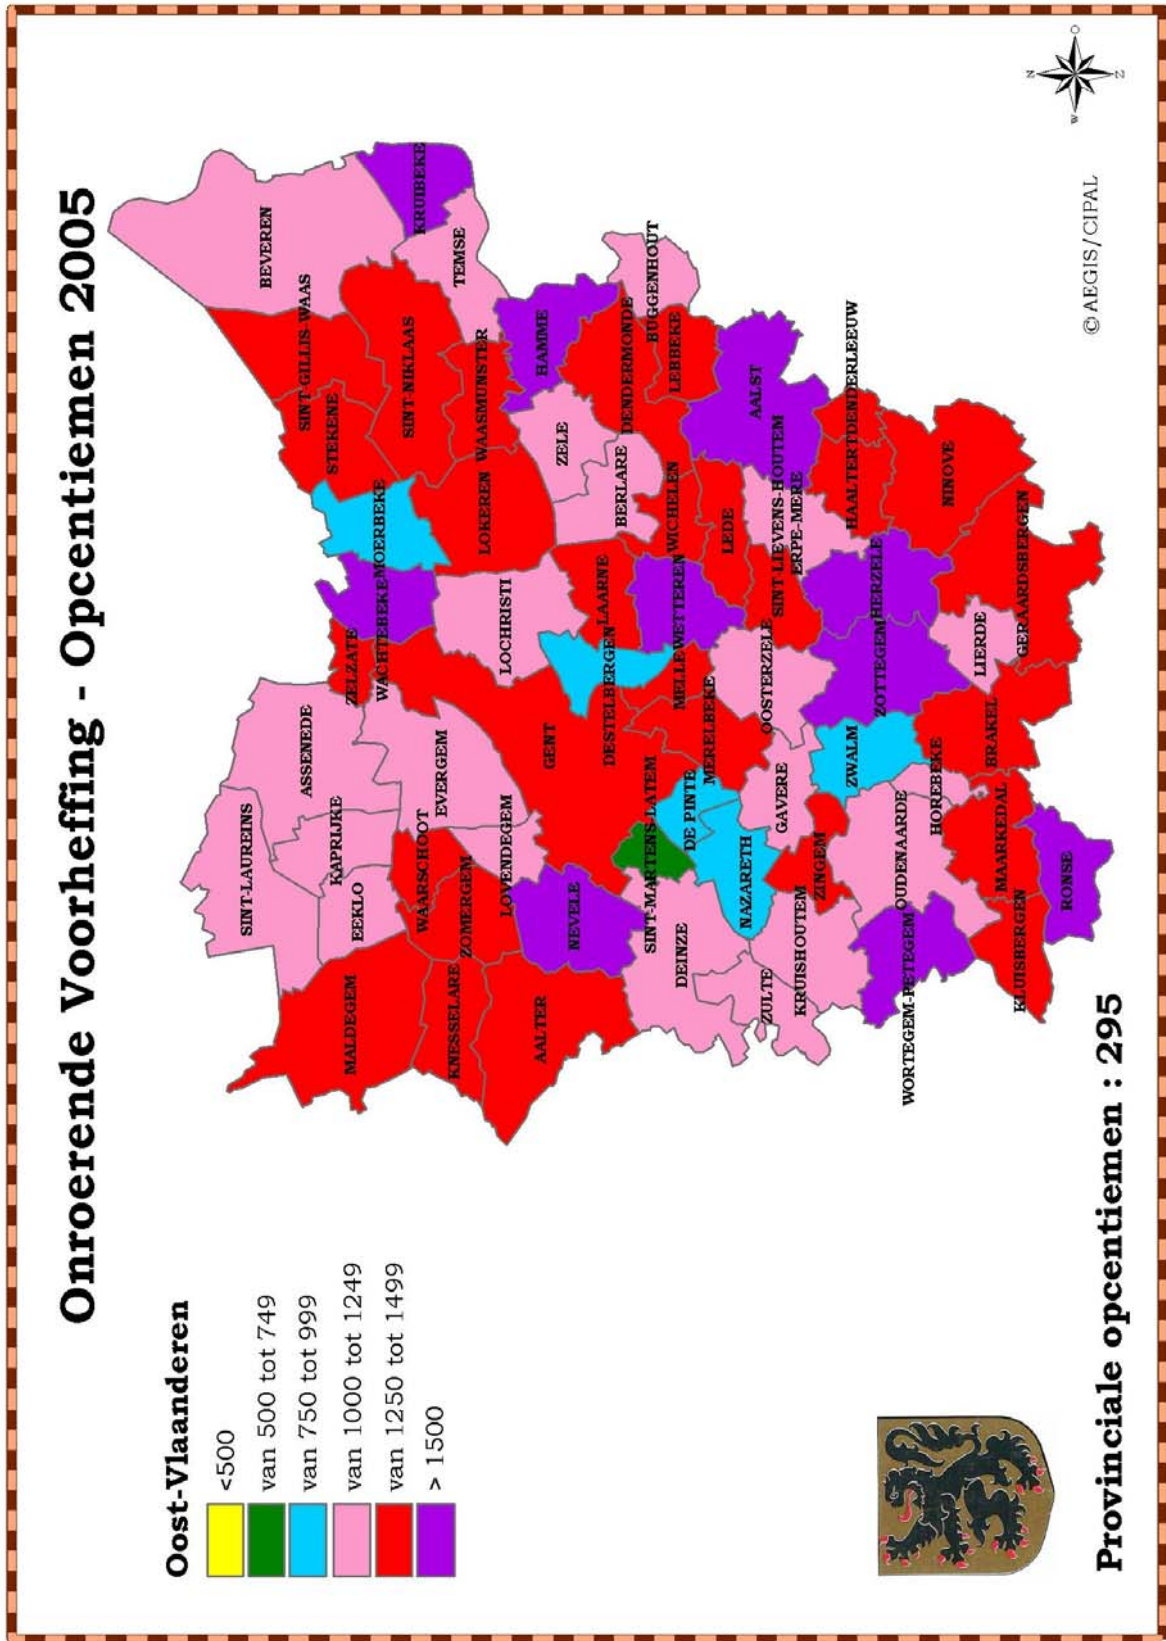 Onroerende Voorheffing - Opcentiemen 2005
Oost-Vlaanderen
<500
van 500 tot 749
van 750 tot 999
van 1000 tot 1249
van 1250 tot 1499
> 1500
SINT-LAUREINS
BEVEREN
ASSENEDE
SINT-GILLIS-WAAS
STEKENE
KAPRIJKE
MALDEGEM
EEKLO
ZELZATE
WACHTEBEKE
MOERBEKE
SINT-NIKLAAS
KRUIBEKE
WAARSCHOOT
EVERGEM
KNESSELARE
ZOMERGEM
TEMSE
LOVENDEGEM
LOCHRISTI
LOKEREN
WAASMUNSTER
AALTER
GENT
HAMME
NEVELE
ZELE
DESTELBERGEN
LAARNE
BERLARE
DENDERMONDE
BUGGENHOUT
SINT-MARTENS-LATEM
DEINZE
DE PINTE
MELLE
WETTEREN
WICHELEN
LEBBEKE
MERELBEKE
LEDE
NAZARETH
AALST
ZULTE
OOSTERZELE
GAVERE
SINT-LIEVENS-HOUTEM
KRUISHOUTEM
ERPE-MERE
ZINGEM
ZWALM
HAALTERT
DENDERLEEUW
ZOTTEGEM
HERZELE
OUDENAARDE
WORTEGEM-PETEGEM
HOREBEKE
NINOVE
LIERDE
BRAKEL
MAARKEDAL
KLUISBERGEN
GERAARDSBERGEN
RONSE
N
W
O
Z
© AEGIS/CIPAL
Provinciale opcentiemen : 295